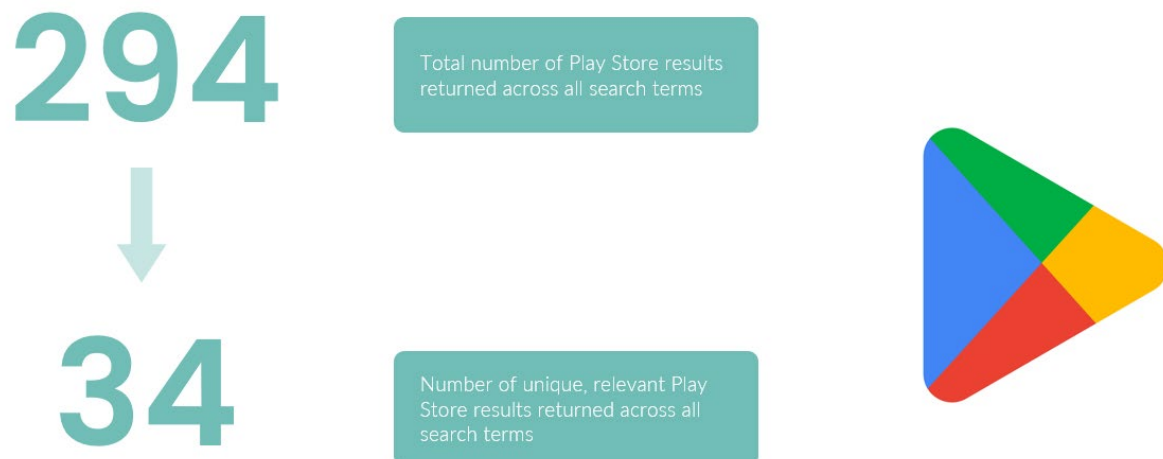 294
Total number of Play Store results
returned across all search terms
34
Number of unique, relevant Play
Store results returned across all
search terms